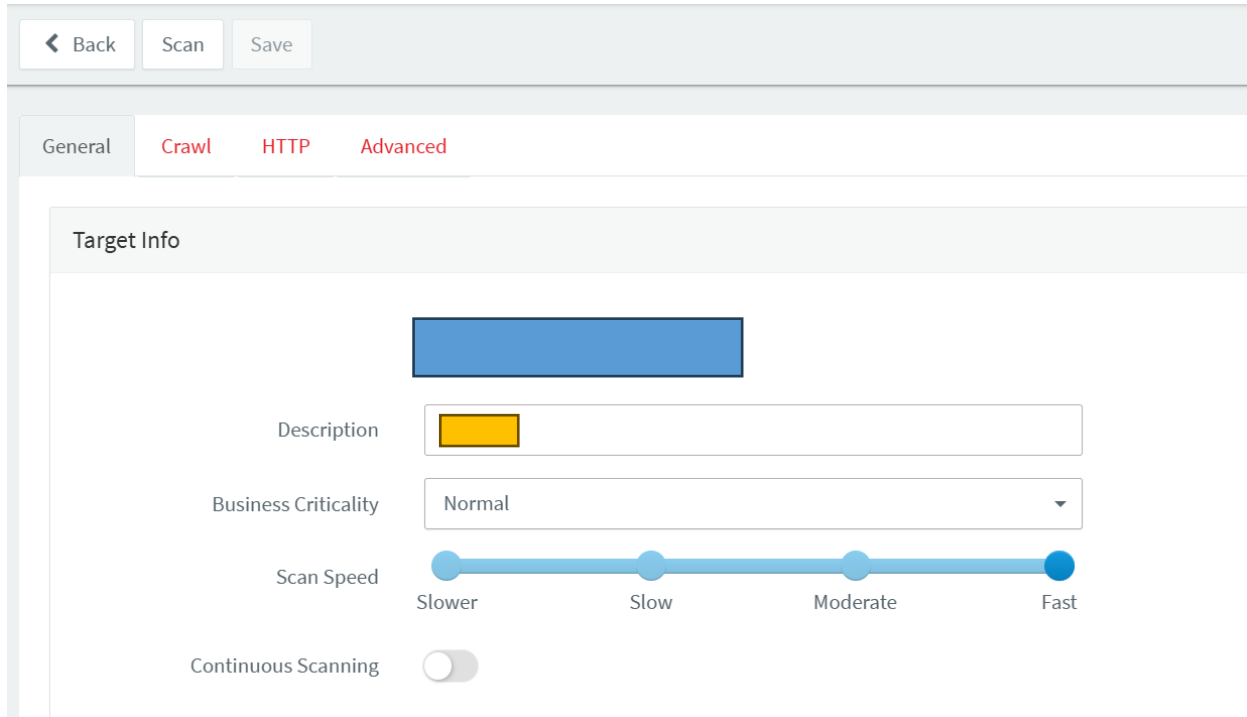 Back Scan Save
General Crawl HTTP Advanced
Target Info
Description
Business Criticality Normal
Scan Speed
Slower Slow Moderate Fast
Continuous Scanning